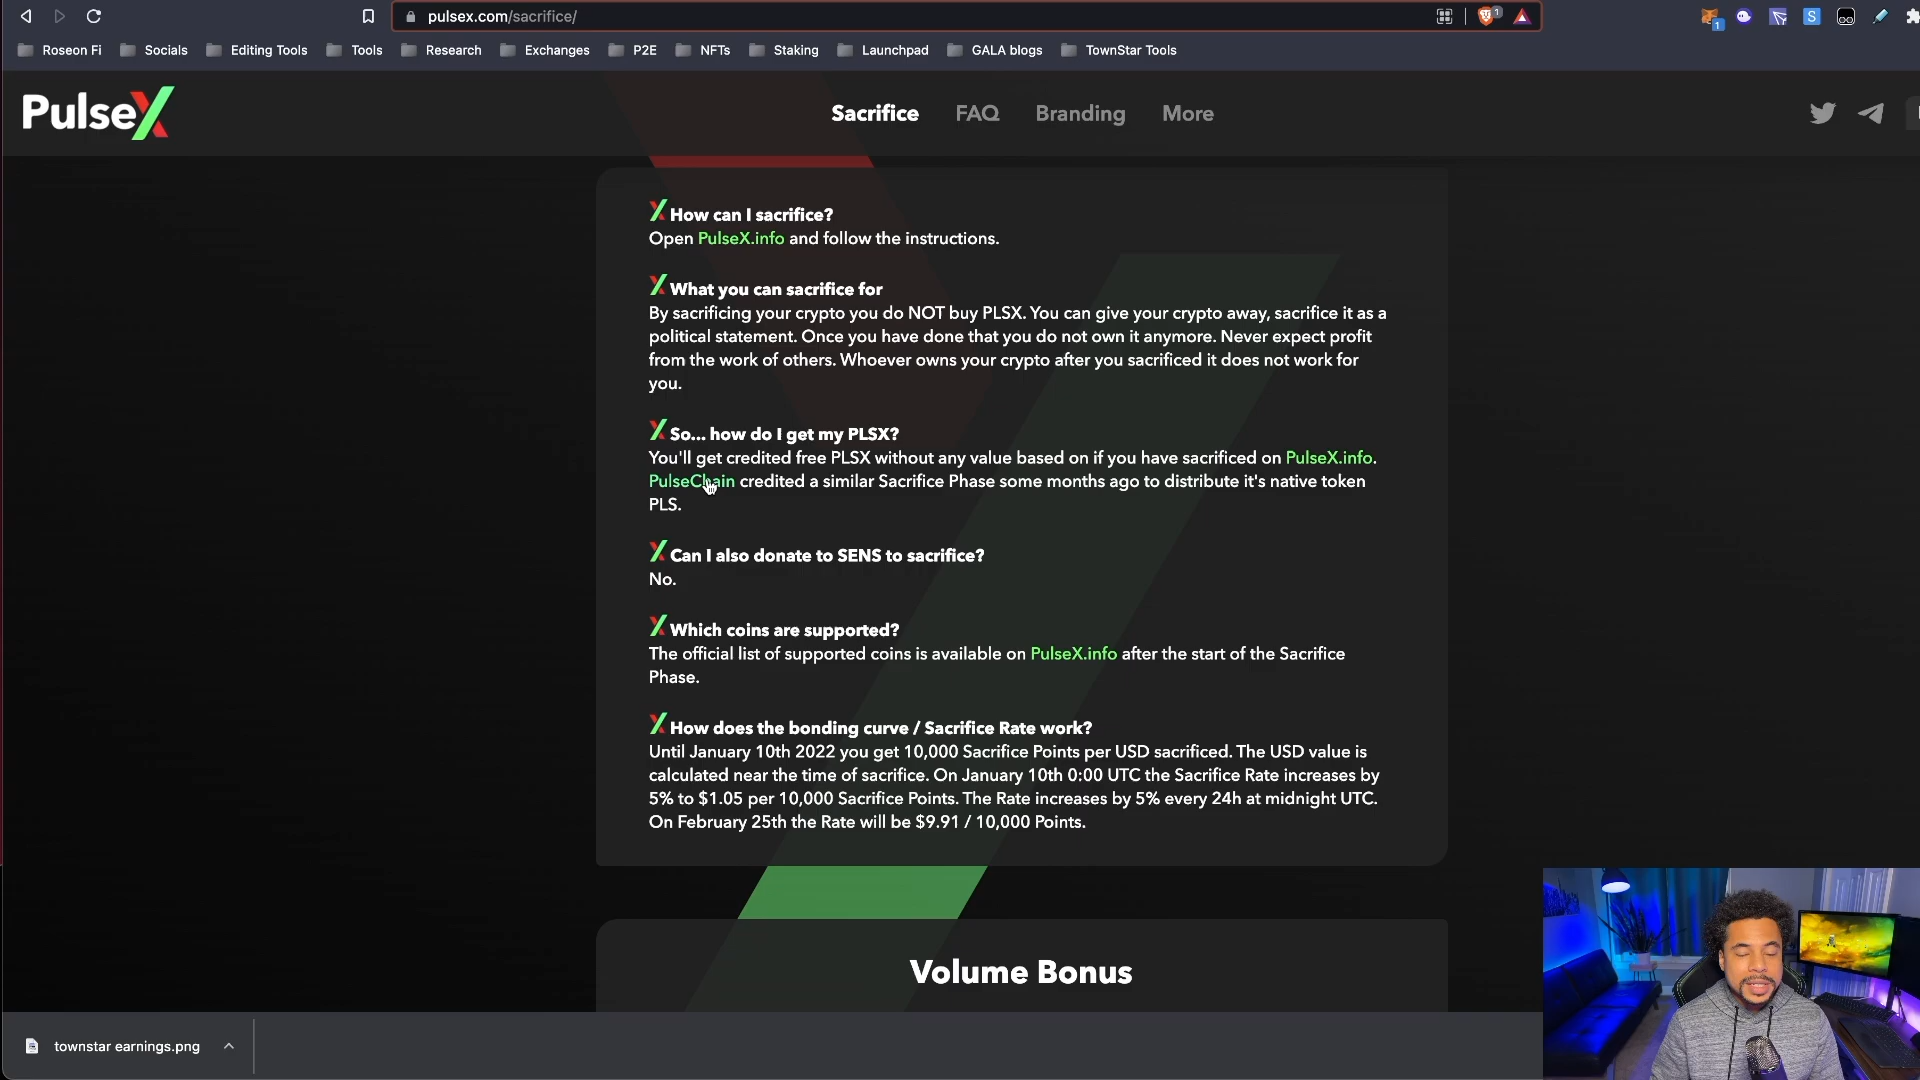 pulsex.com/sacrifice/
1
1
Roseon Fi
Socials
Editing Tools
Tools
Research
Exchanges
P2E
NFTs
Staking
Launchpad
GALA blogs
TownStar Tools
PulseX
Sacrifice
FAQ
Branding
More
How can I sacrifice?
Open PulseX.info and follow the instructions.
What you can sacrifice for
By sacrificing your crypto you do NOT buy PLSX. You can give your crypto away, sacrifice it as a
political statement. Once you have done that you do not own it anymore. Never expect profit
from the work of others. Whoever owns your crypto after you sacrificed it does not work for
you.
So... how do I get my PLSX?
You'll get credited free PLSX without any value based on if you have sacrificed on PulseX.info.
PulseChain credited a similar Sacrifice Phase some months ago to distribute it's native token
PLS.
Can I also donate to SENS to sacrifice?
No.
Which coins are supported?
The official list of supported coins is available on PulseX.info after the start of the Sacrifice
Phase.
How does the bonding curve / Sacrifice Rate work?
Until January 10th 2022 you get 10,000 Sacrifice Points per USD sacrificed. The USD value is
calculated near the time of sacrifice. On January 10th 0:00 UTC the Sacrifice Rate increases by
5% to $1.05 per 10,000 Sacrifice Points. The Rate increases by 5% every 24h at midnight UTC.
On February 25th the Rate will be $9.91 / 10,000 Points.
Volume Bonus
townstar earnings.png